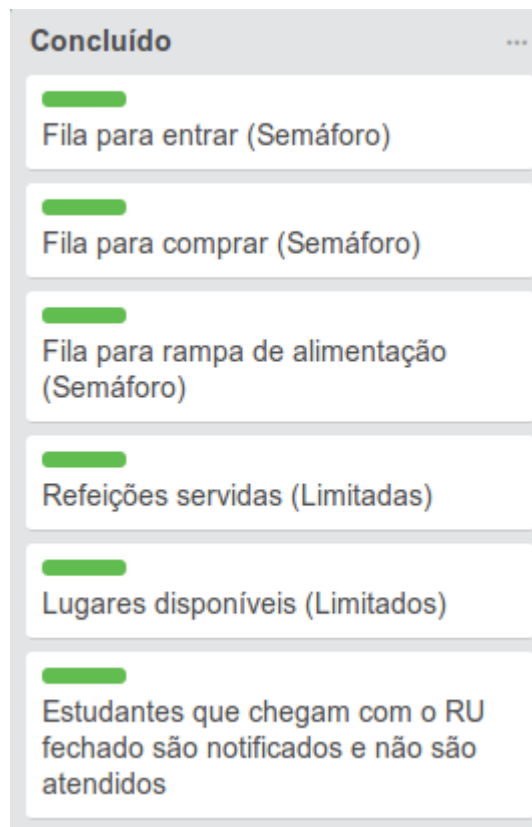 Concluído
Fila para entrar (Semáforo)
Fila para comprar (Semáforo)
Fila para rampa de alimentação
(Semáforo)
Refeições servidas (Limitadas)
Lugares disponíveis (Limitados)
Estudantes que chegam com o RU
fechado são notificados e não são
atendidos